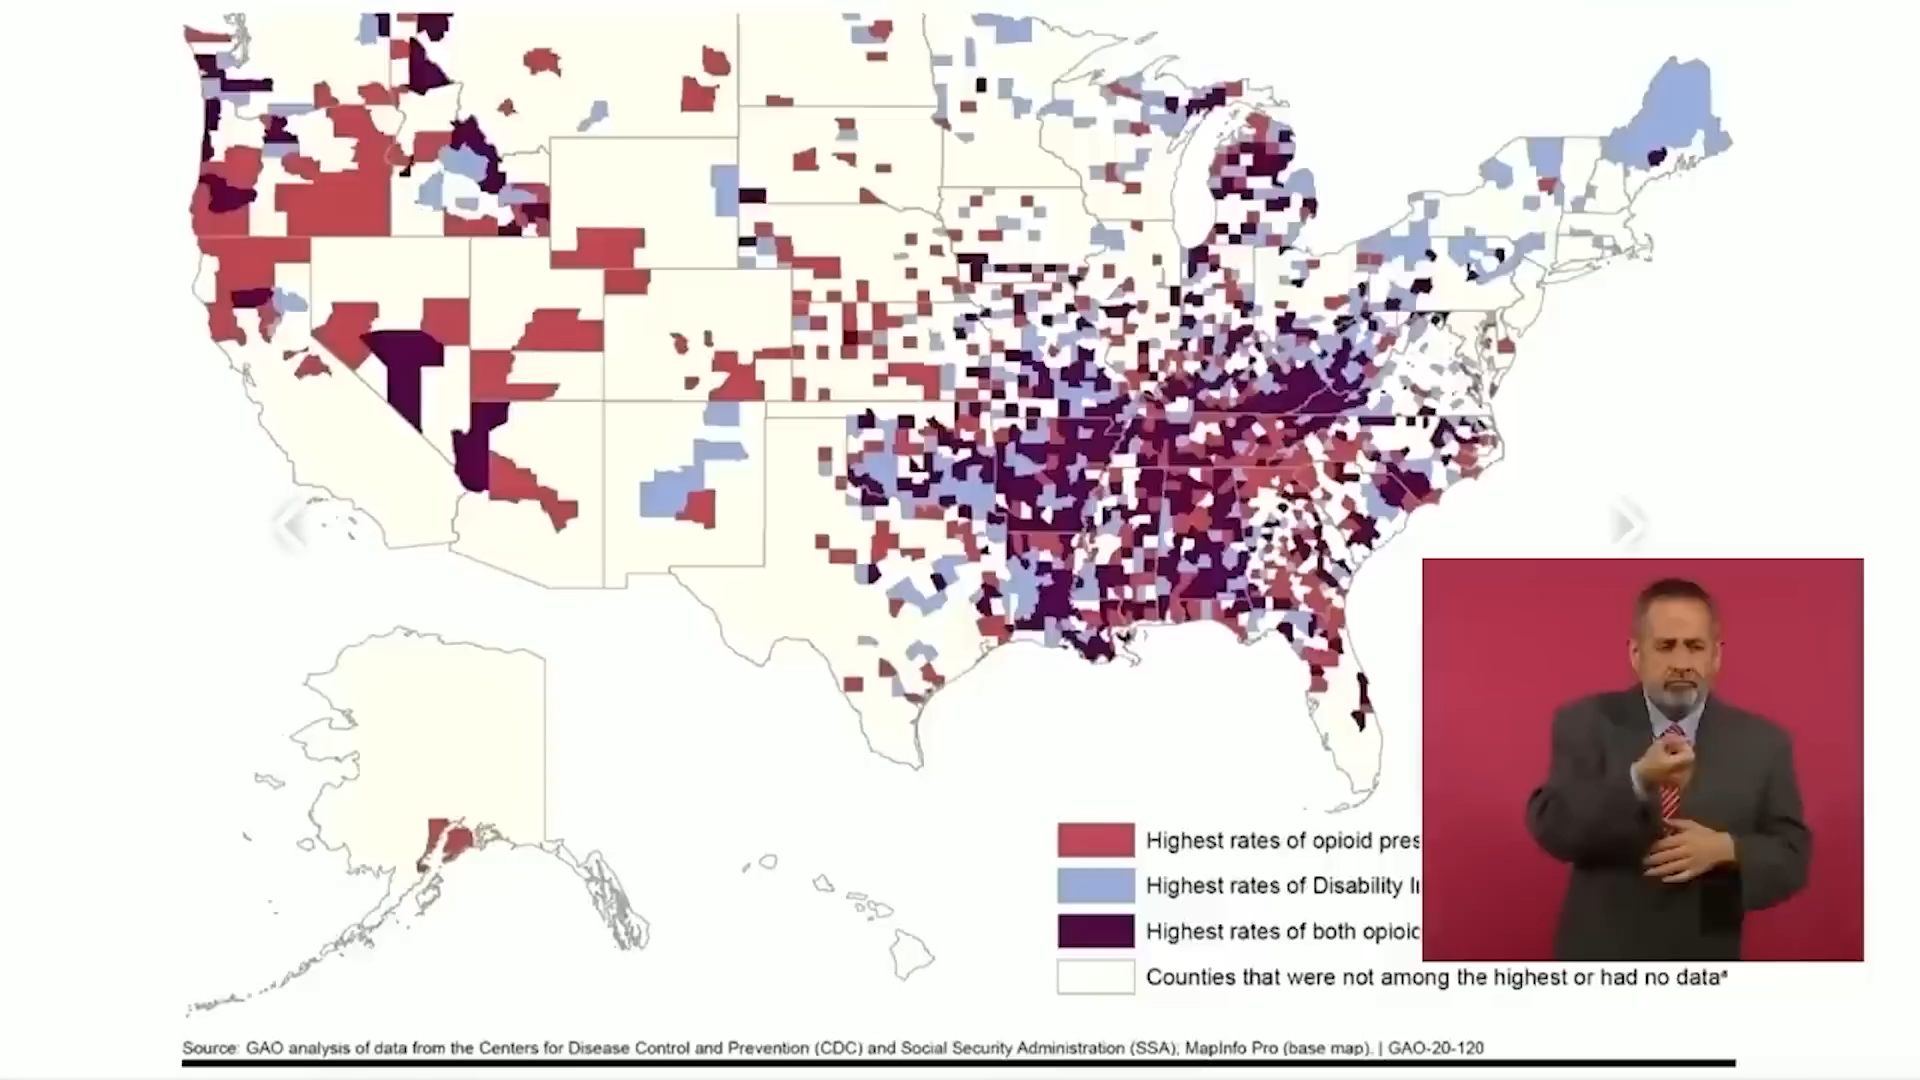 Highest rates of opioid pres
Highest rates of Disability I
Highest rates of both opioid
Counties that were not among the highest or had no dataᵃ
Source: GAO analysis of data from the Centers for Disease Control and Prevention (CDC) and Social Security Administration (SSA); MapInfo Pro (base map). | GAO-20-120